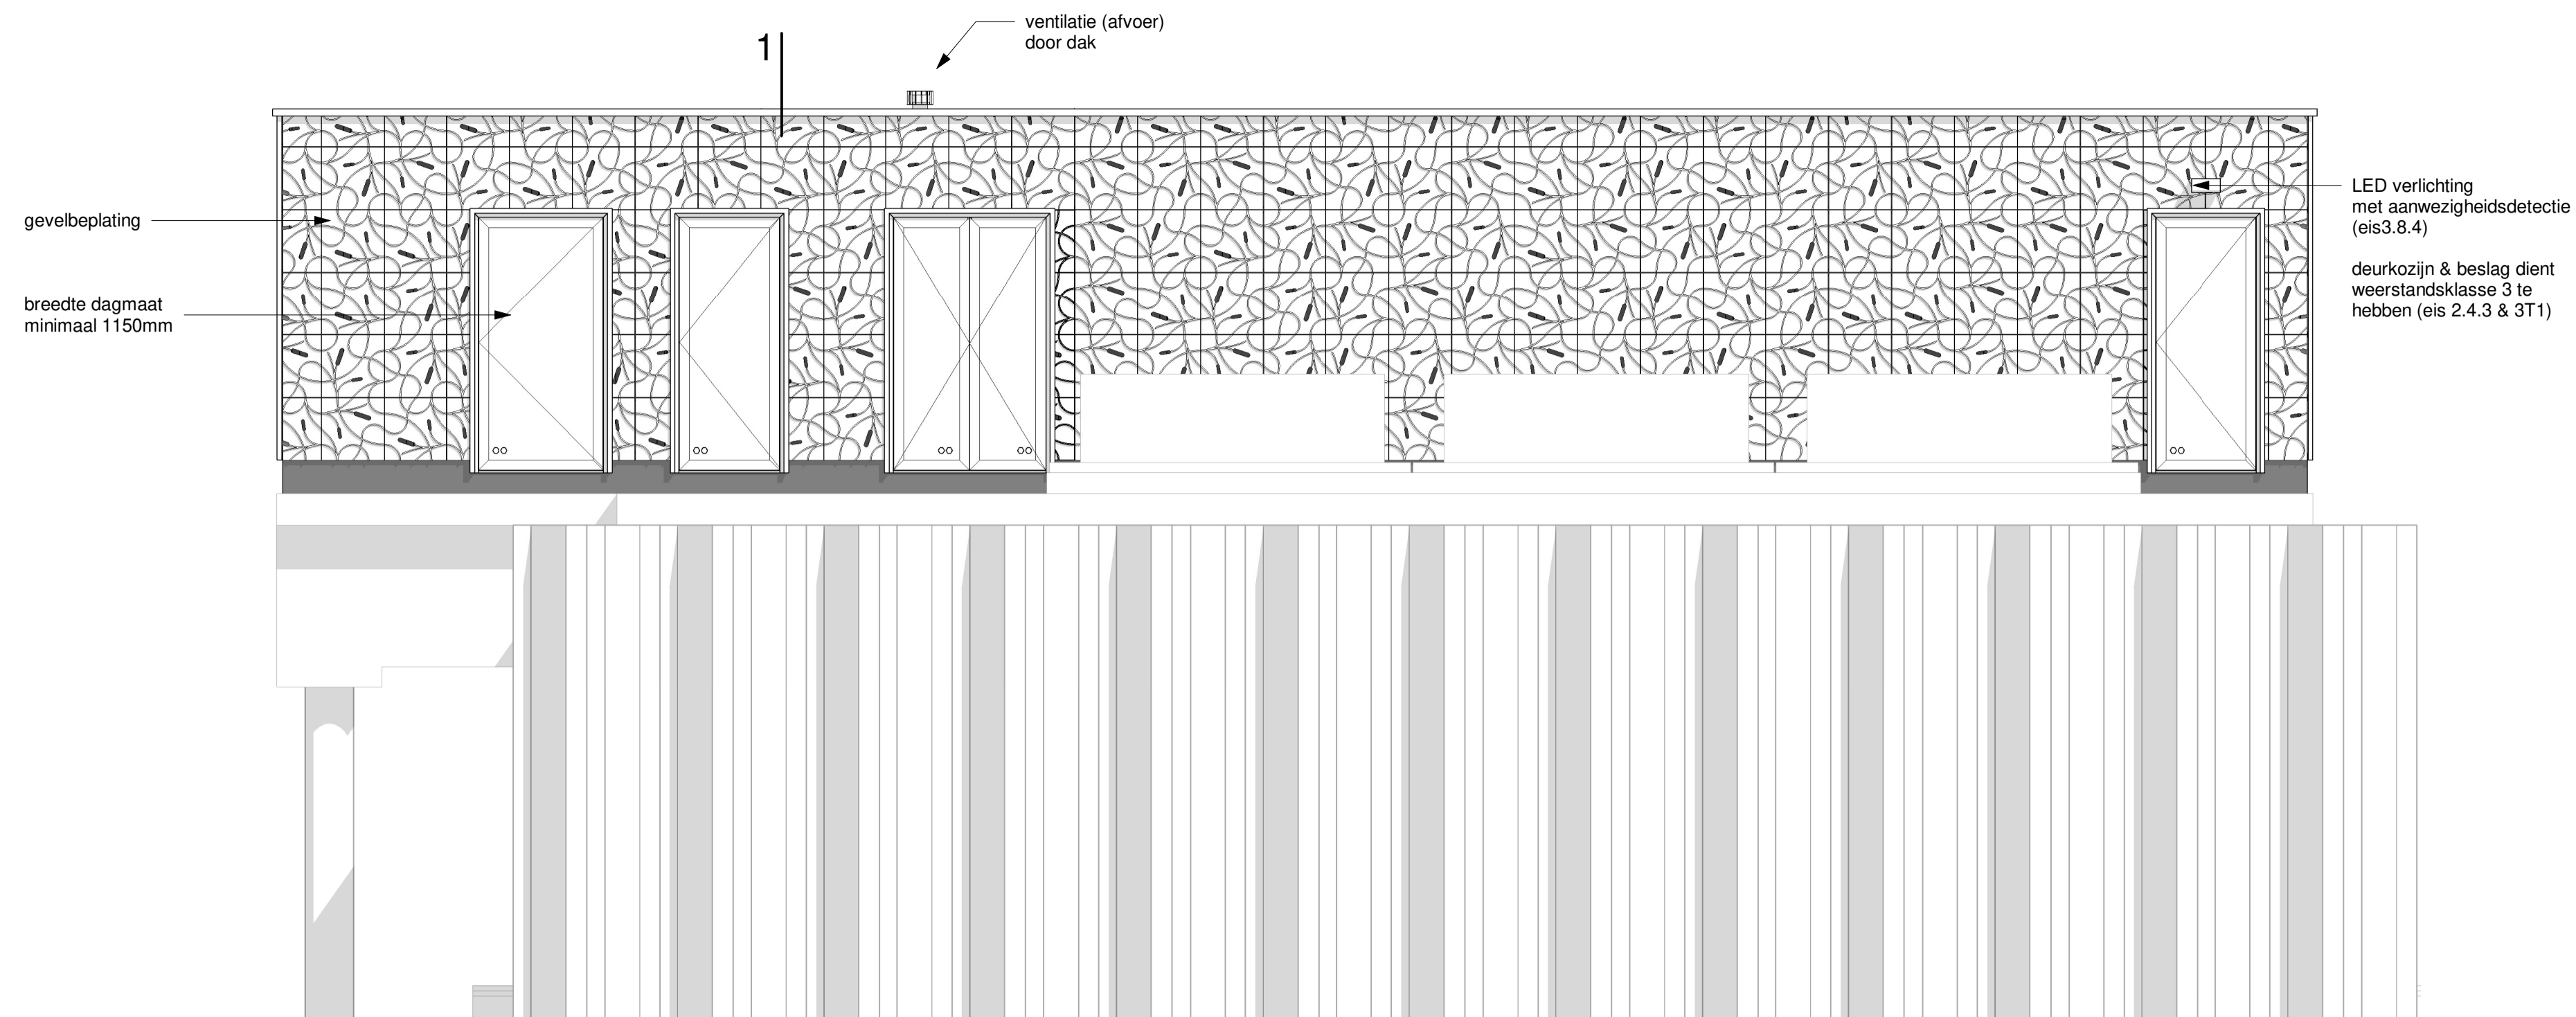 ventilatie (afvoer)
door dak
1
gevelbeplating
breedte dagmaat
minimaal 1150mm
LED verlichting
met aanwezigheidsdetectie
(eis3.8.4)
deurkozijn & beslag dient
weerstandsklasse 3 te
hebben (eis 2.4.3 & 3T1)